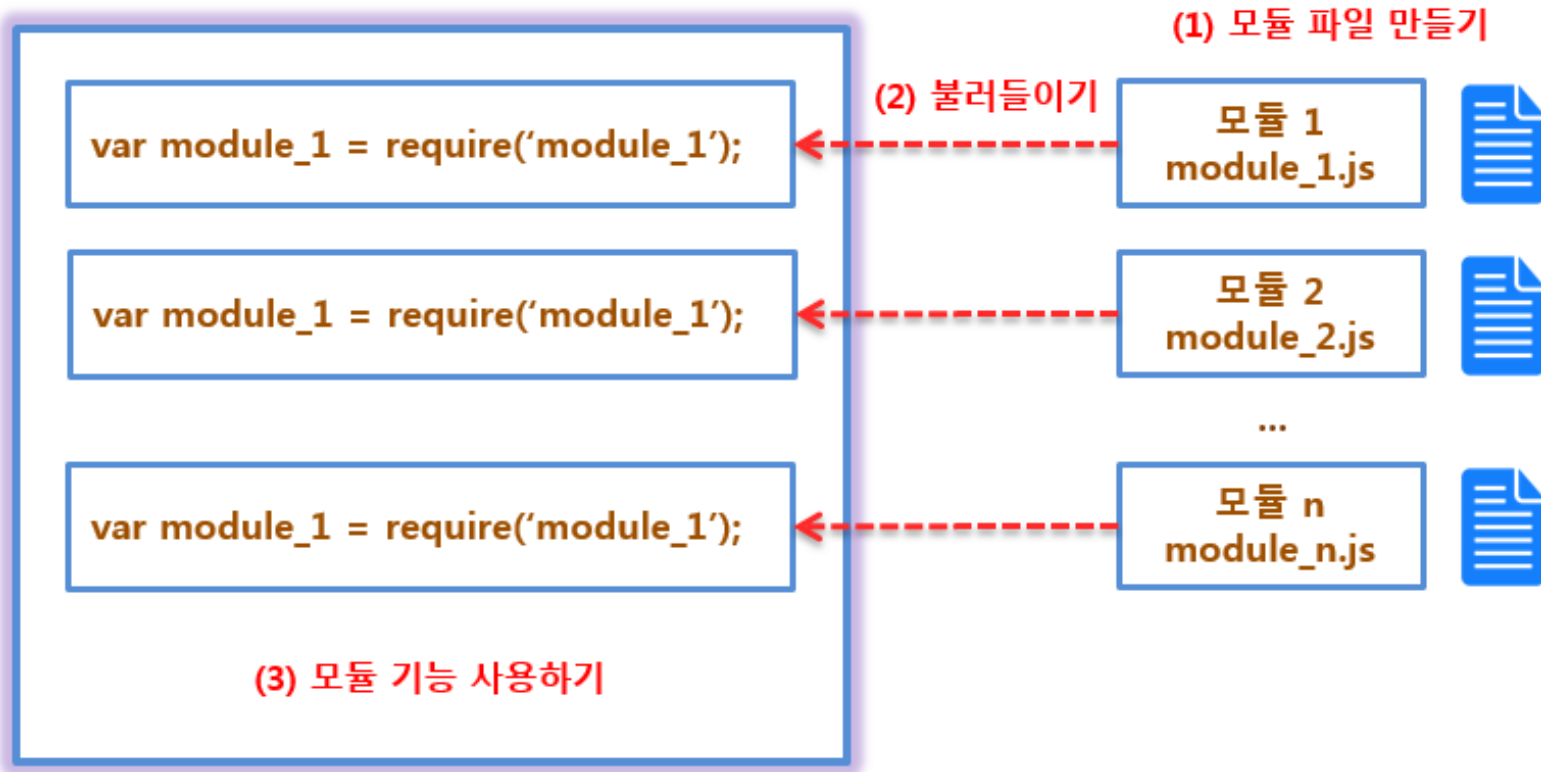 (1) 모듈 파일 만들기
(2) 불러들이기
var module_1 = require(‘module_1’);
모듈 1
module_1.js
var module_1 = require(‘module_1’);
모듈 2
module_2.js
...
var module_1 = require(‘module_1’);
모듈 n
module_n.js
(3) 모듈 기능 사용하기